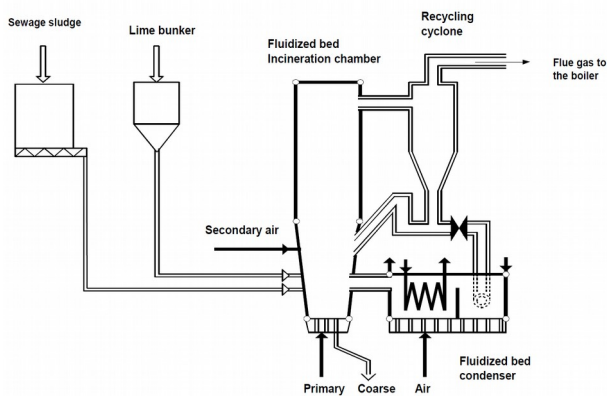 Sewage sludge
Lime bunker
Fluidized bed
Incineration chamber
Recycling
cyclone
Flue gas to
the boiler
Secondary air
Fluidized bed
condenser
Primary
Coarse
Air